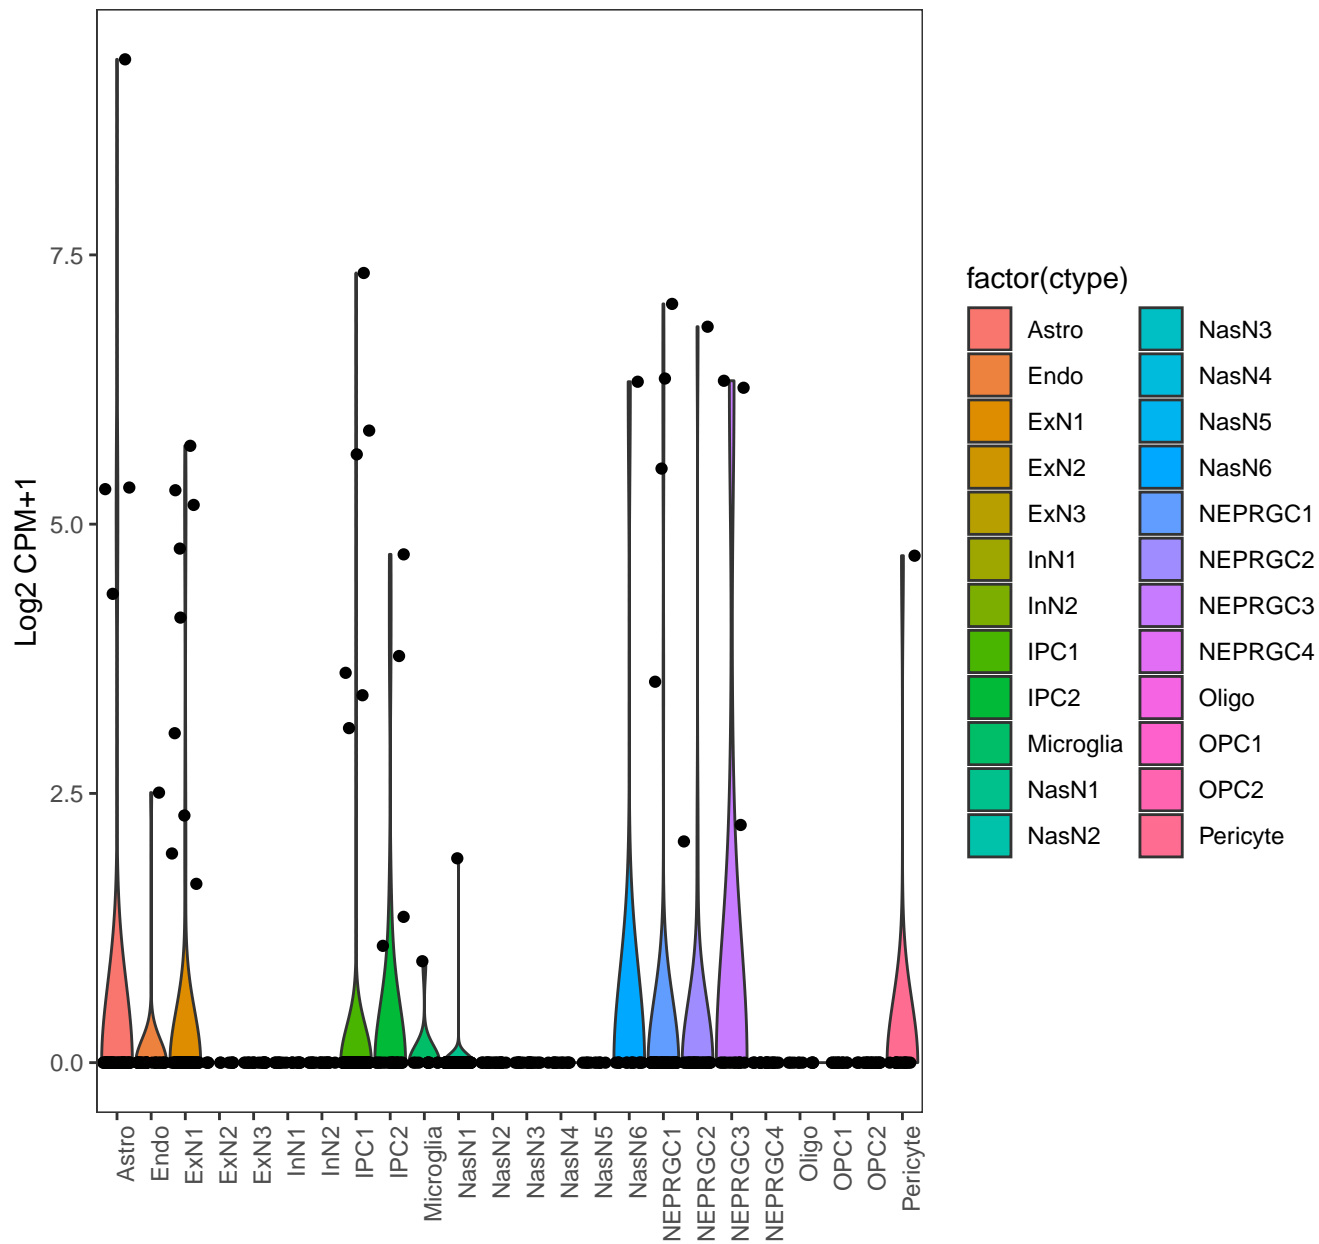 7.5
5.0
2.5
0.0
Log2 CPM+1
Astro
Endo
ExN1
ExN2
ExN3
InN1
InN2
IPC1
IPC2
Microglia
NasN1
NasN2
NasN3
NasN4
NasN5
NasN6
NEPRGC1
NEPRGC2
NEPRGC3
NEPRGC4
Oligo
OPC1
OPC2
Pericyte
factor(ctype)
Astro
Endo
ExN1
ExN2
ExN3
InN1
InN2
IPC1
IPC2
Microglia
NasN1
NasN2
NasN3
NasN4
NasN5
NasN6
NEPRGC1
NEPRGC2
NEPRGC3
NEPRGC4
Oligo
OPC1
OPC2
Pericyte